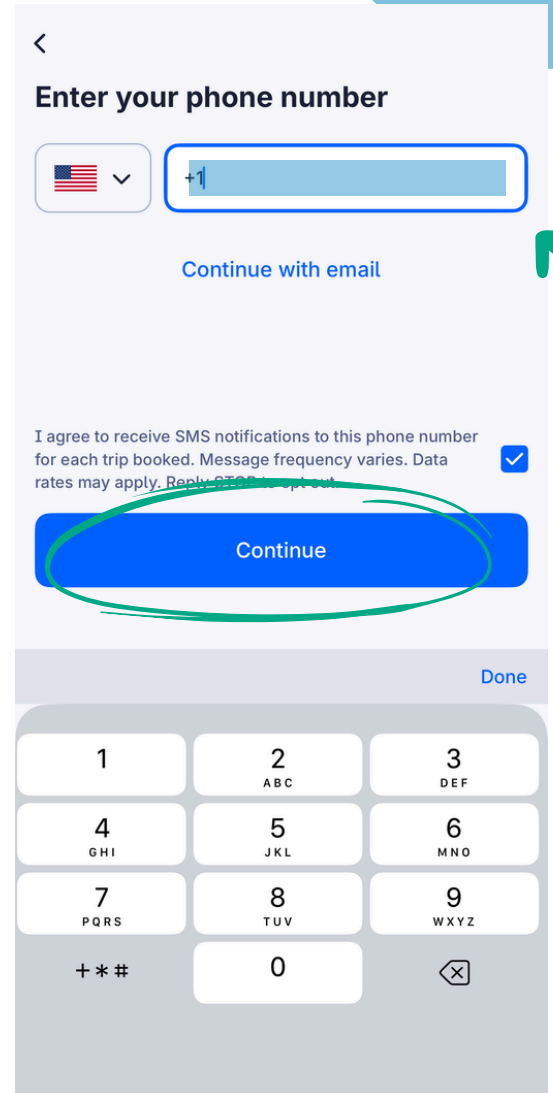 Enter your phone number
+1
Continue with email
I agree to receive SMS notifications to this phone number
for each trip booked. Message frequency varies. Data
rates may apply. Reply STOP to opt out.
Continue
Done
1
2
3
ABC
DEF
4
5
6
GHI
JKL
MNO
7
8
9
PQRS
TUV
WXYZ
+*#
0